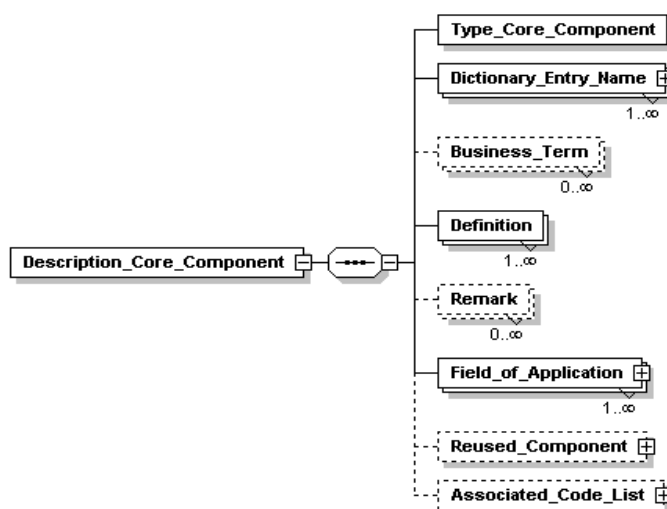 Type_Core_Component
Dictionary_Entry_Name
1..∞
Business_Term
0..∞
Definition
1..∞
Description_Core_Component
Remark
0..∞
Field_of_Application
1..∞
Reused_Component
Associated_Code_List